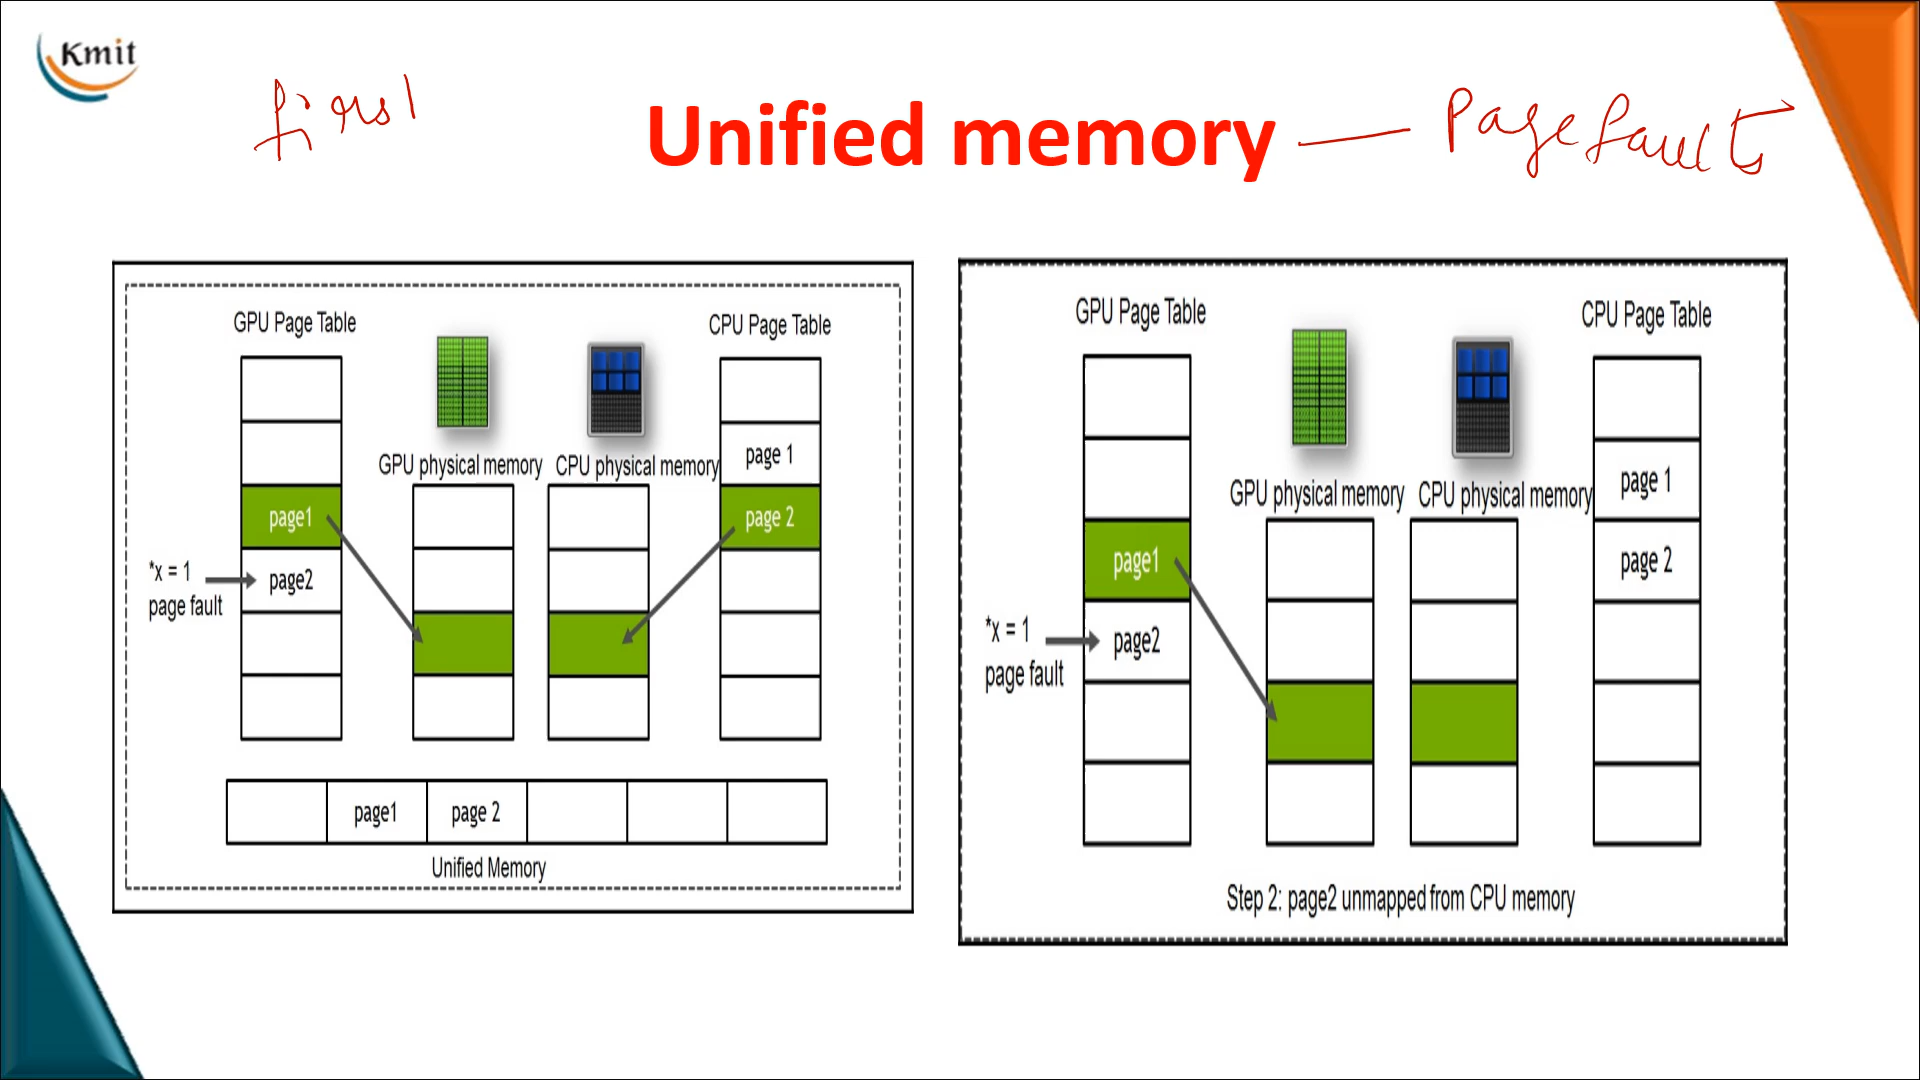 Kmit
first
Unified memory — Page faults
GPU Page Table
CPU Page Table
GPU physical memory
CPU physical memory
page 1
page1
page 2
*x = 1
page fault
page2
page1
page 2
Unified Memory
GPU Page Table
CPU Page Table
GPU physical memory
CPU physical memory
page 1
page1
page 2
*x = 1
page fault
page2
Step 2: page2 unmapped from CPU memory